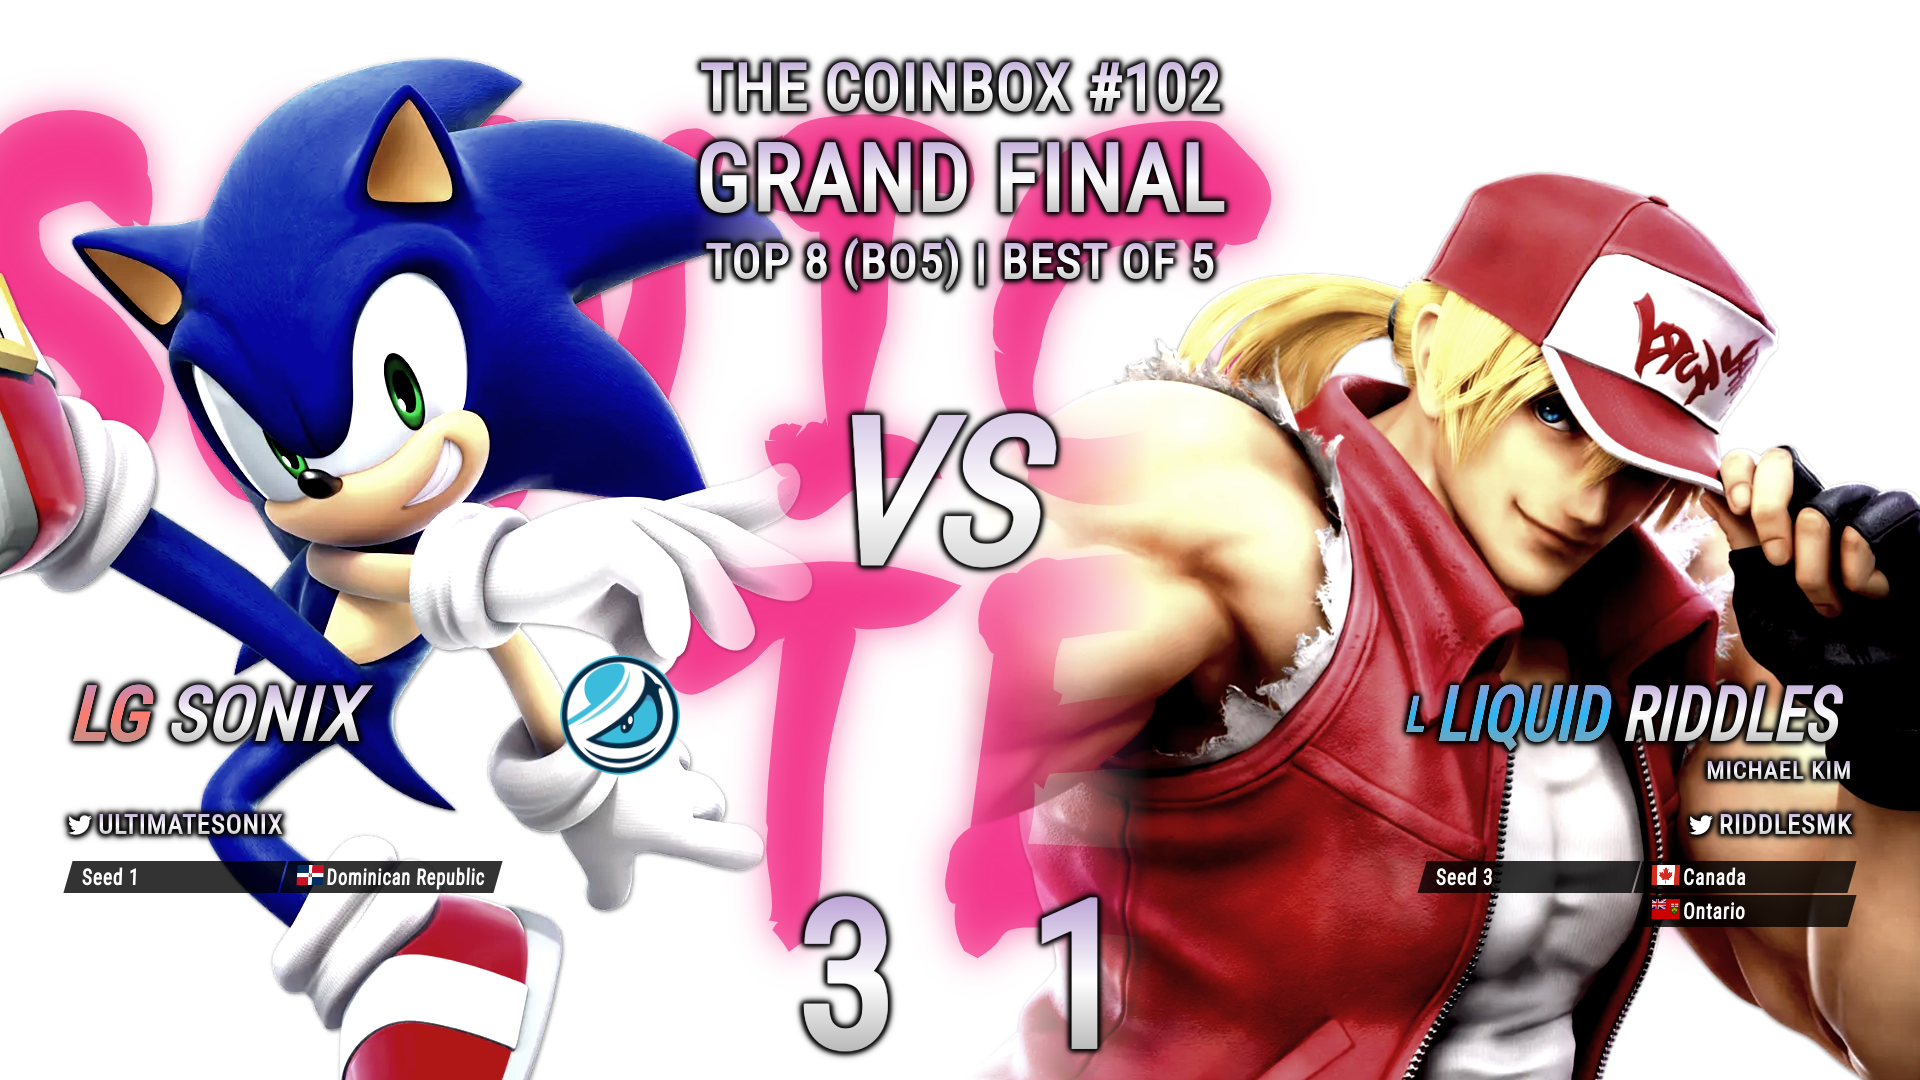 THE COINBOX #102
GRAND FINAL
TOP 8 (BO5) | BEST OF 5
VS
LG SONIX
ULTIMATESONIX
Seed 1
Dominican Republic
L LIQUID RIDDLES
MICHAEL KIM
RIDDLESMK
Seed 3
Canada
Ontario
3 1